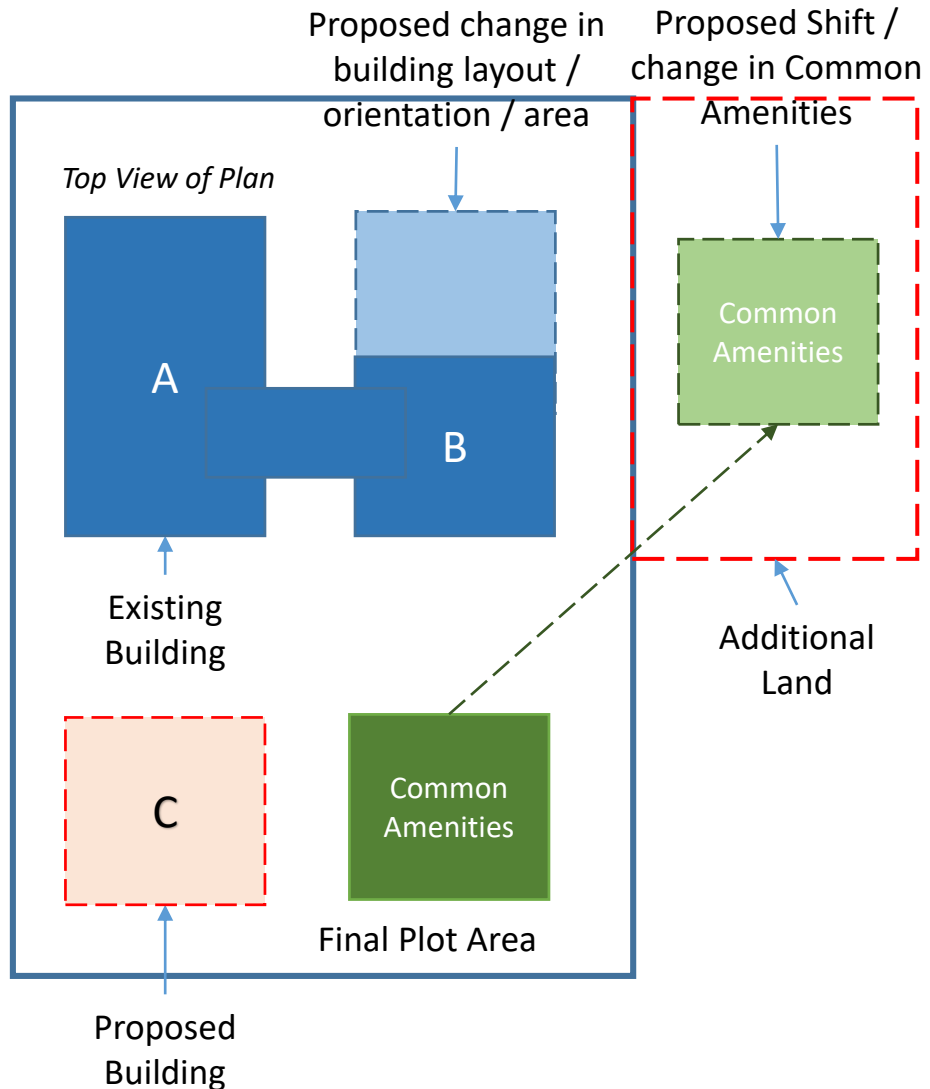 Proposed change in
building layout /
orientation / area
Proposed Shift /
change in Common
Amenities
Top View of Plan
A
B
Common
Amenities
Existing
Building
Additional
Land
C
Common
Amenities
Final Plot Area
Proposed
Building